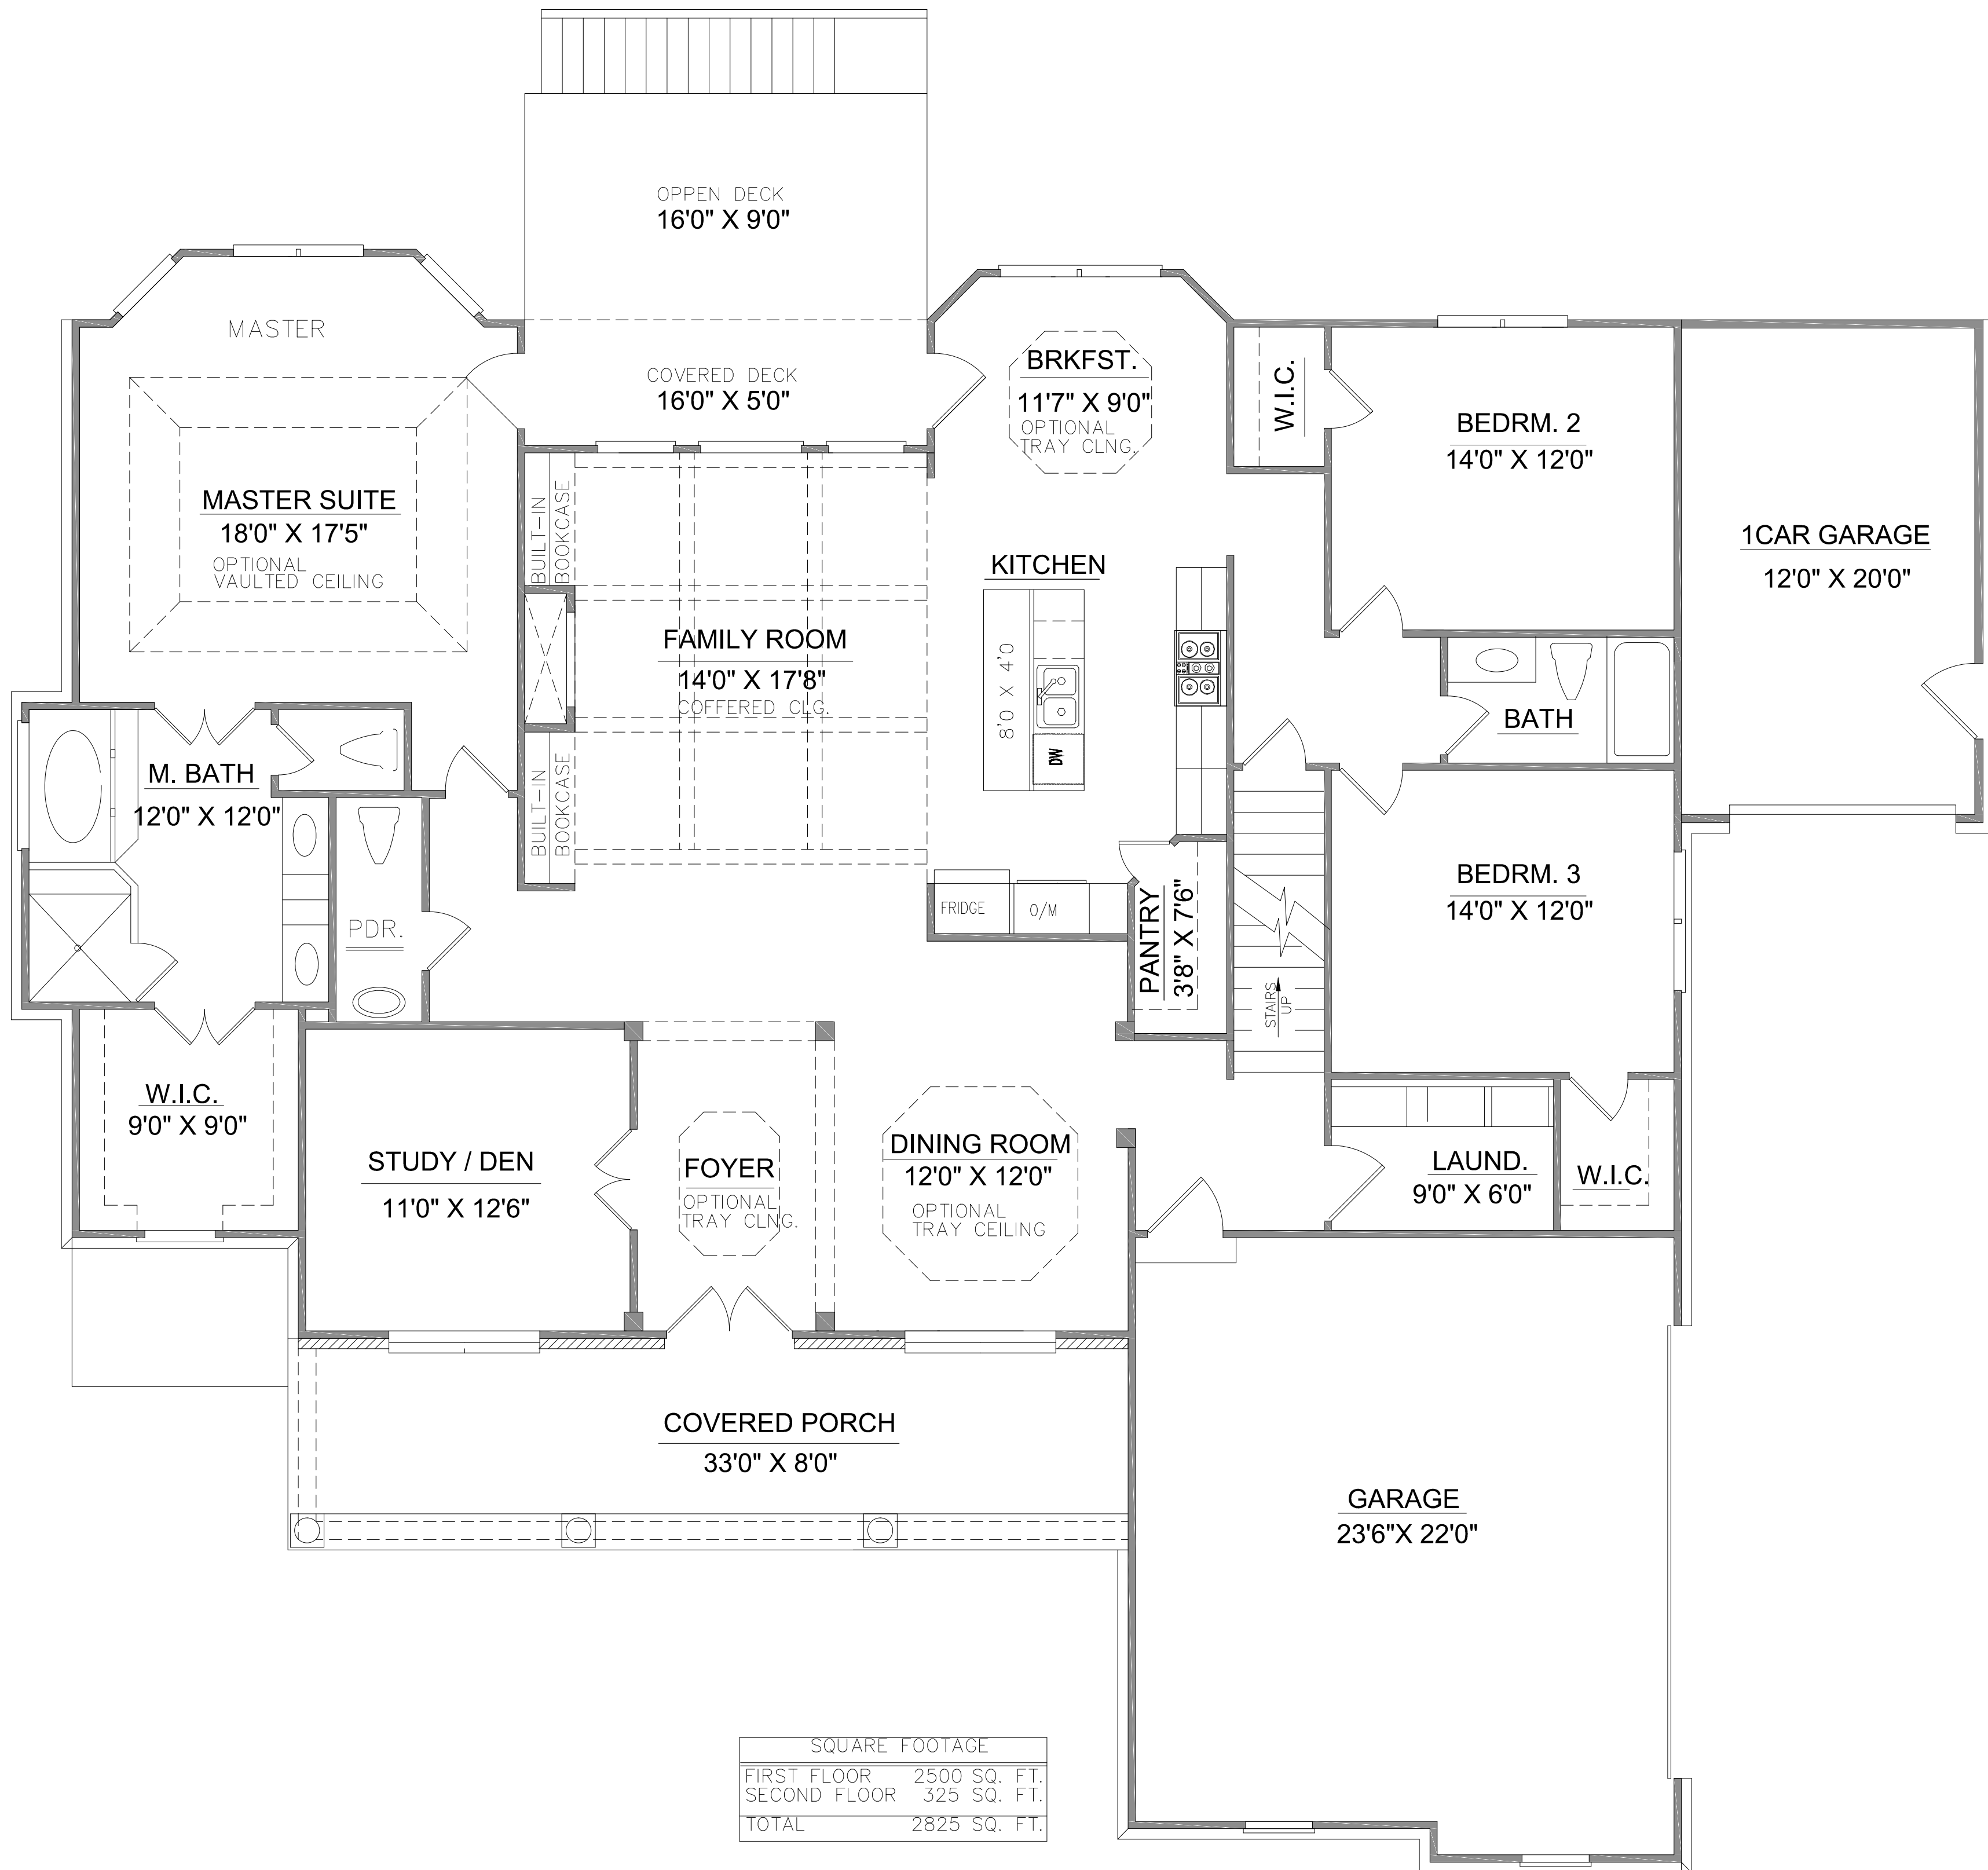 OPPEN DECK
16'0" X 9'0"
MASTER
COVERED DECK
16'0" X 5'0"
BRKFST.
11'7" X 9'0"
OPTIONAL
TRAY CLNG.
W.I.C.
BEDRM. 2
14'0" X 12'0"
MASTER SUITE
18'0" X 17'5"
OPTIONAL
VAULTED CEILING
BUILT-IN
BOOKCASE
KITCHEN
8'0 X 4'0
DW
1CAR GARAGE
12'0" X 20'0"
FAMILY ROOM
14'0" X 17'8"
COFFERED CLG.
BATH
M. BATH
12'0" X 12'0"
BUILT-IN
BOOKCASE
PDR.
FRIDGE
O/M
PANTRY
3'8" X 7'6"
STAIRS
UP
BEDRM. 3
14'0" X 12'0"
W.I.C.
9'0" X 9'0"
STUDY / DEN
11'0" X 12'6"
FOYER
OPTIONAL
TRAY CLNG.
DINING ROOM
12'0" X 12'0"
OPTIONAL
TRAY CEILING
LAUND.
9'0" X 6'0"
W.I.C.
COVERED PORCH
33'0" X 8'0"
GARAGE
23'6"X 22'0"
SQUARE FOOTAGE
FIRST FLOOR 2500 SQ. FT.
SECOND FLOOR 325 SQ. FT.
TOTAL 2825 SQ. FT.